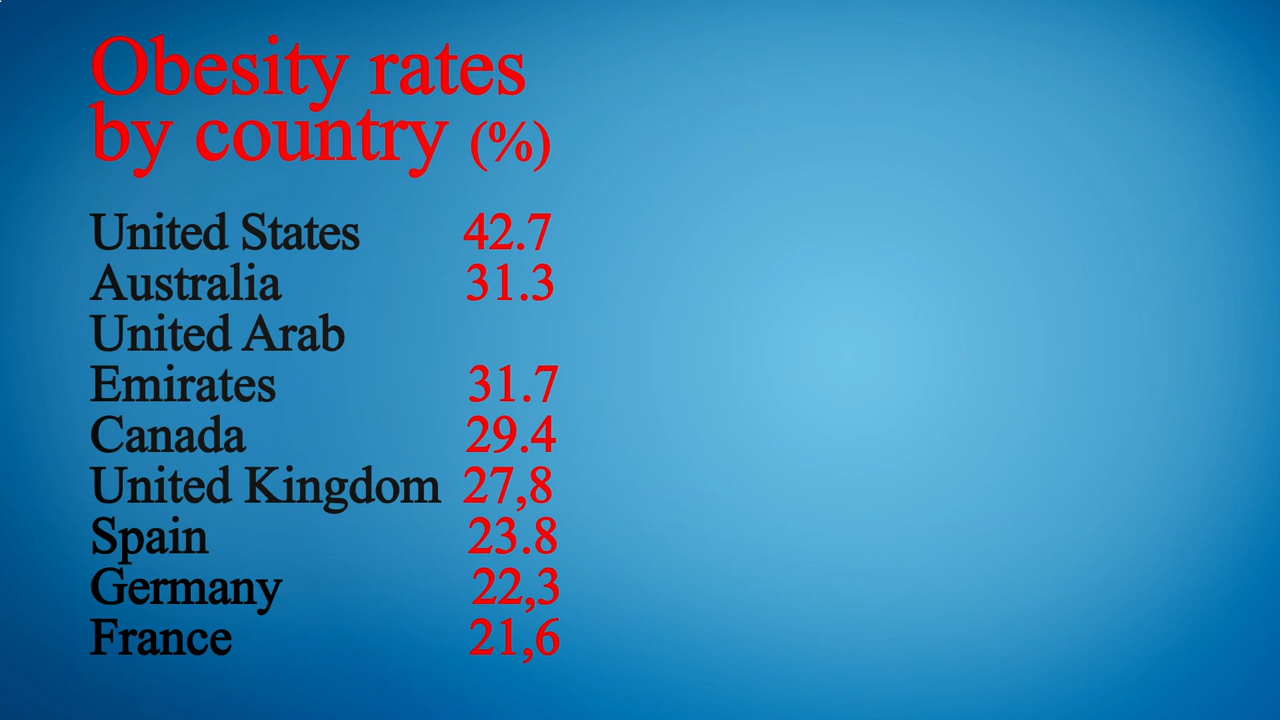 Obesity rates
by country (%)
United States 42.7
Australia 31.3
United Arab
Emirates 31.7
Canada 29.4
United Kingdom 27,8
Spain 23.8
Germany 22,3
France 21,6